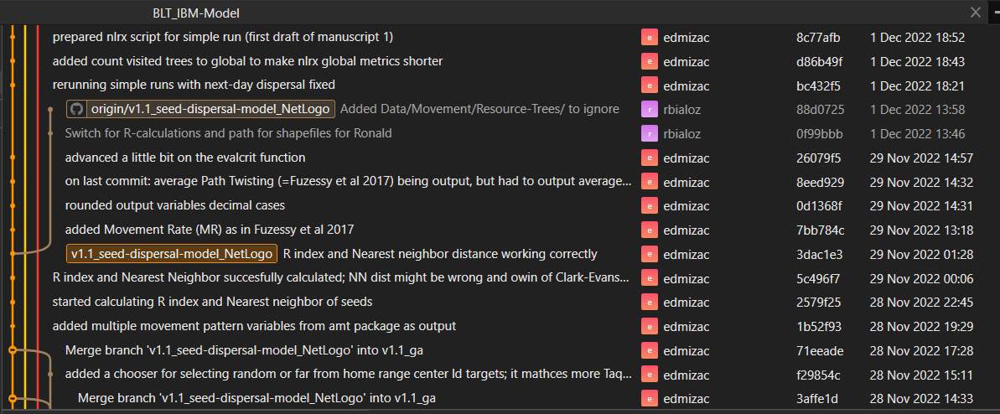 BLT_IBM-Model
prepared nlrx script for simple run (first draft of manuscript 1) e edmizac 8c77afb 1 Dec 2022 18:52
added count visited trees to global to make nlrx global metrics shorter e edmizac d86b49f 1 Dec 2022 18:43
rerunning simple runs with next-day dispersal fixed e edmizac bc432f5 1 Dec 2022 18:21
origin/v1.1_seed-dispersal-model_NetLogo Added Data/Movement/Resource-Trees/ to ignore r rbialoz 88d0725 1 Dec 2022 13:58
Switch for R-calculations and path for shapefiles for Ronald r rbialoz 0f99bbb 1 Dec 2022 13:46
advanced a little bit on the evalcrit function e edmizac 26079f5 29 Nov 2022 14:57
on last commit: average Path Twisting (=Fuzessy et al 2017) being output, but had to output average... e edmizac 8eed929 29 Nov 2022 14:32
rounded output variables decimal cases e edmizac 0d1368f 29 Nov 2022 14:31
added Movement Rate (MR) as in Fuzessy et al 2017 e edmizac 7bb784c 29 Nov 2022 13:18
v1.1_seed-dispersal-model_NetLogo R index and Nearest neighbor distance working correctly e edmizac 3dac1e3 29 Nov 2022 01:28
R index and Nearest Neighbor succesfully calculated; NN dist might be wrong and owin of Clark-Evans... e edmizac 5c496f7 29 Nov 2022 00:06
started calculating R index and Nearest neighbor of seeds e edmizac 2579f25 28 Nov 2022 22:45
added multiple movement pattern variables from amt package as output e edmizac 1b52f93 28 Nov 2022 19:29
Merge branch 'v1.1_seed-dispersal-model_NetLogo' into v1.1_ga e edmizac 71eeade 28 Nov 2022 17:28
added a chooser for selecting random or far from home range center ld targets; it mathces more Taq... e edmizac f29854c 28 Nov 2022 15:11
Merge branch 'v1.1_seed-dispersal-model_NetLogo' into v1.1_ga e edmizac 3affe1d 28 Nov 2022 14:33